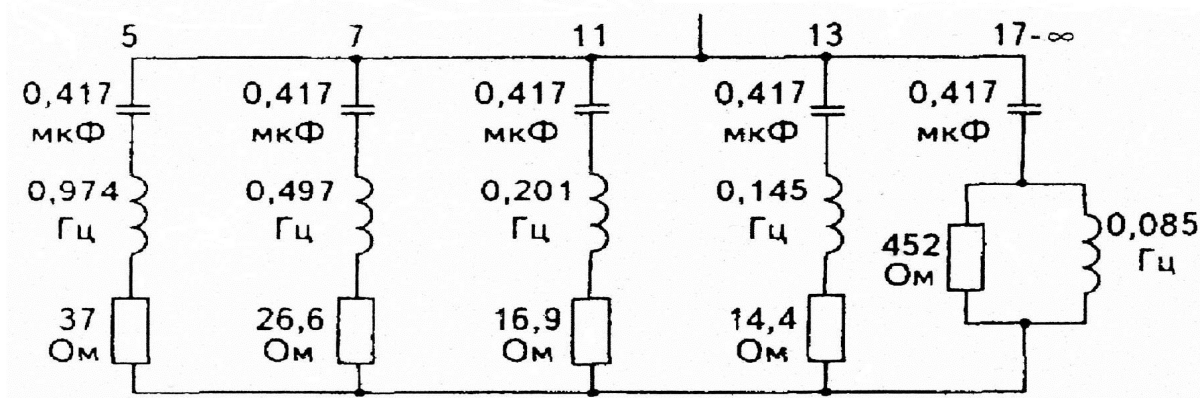 5 7 11 13 17-∞
0,417 0,417 0,417 0,417 0,417
мкФ мкФ мкФ мкФ мкФ
0,974 0,497 0,201 0,145 0,085
Гц Гц Гц Гц Гц
452
Ом
37 26,6 16,9 14,4
Ом Ом Ом Ом